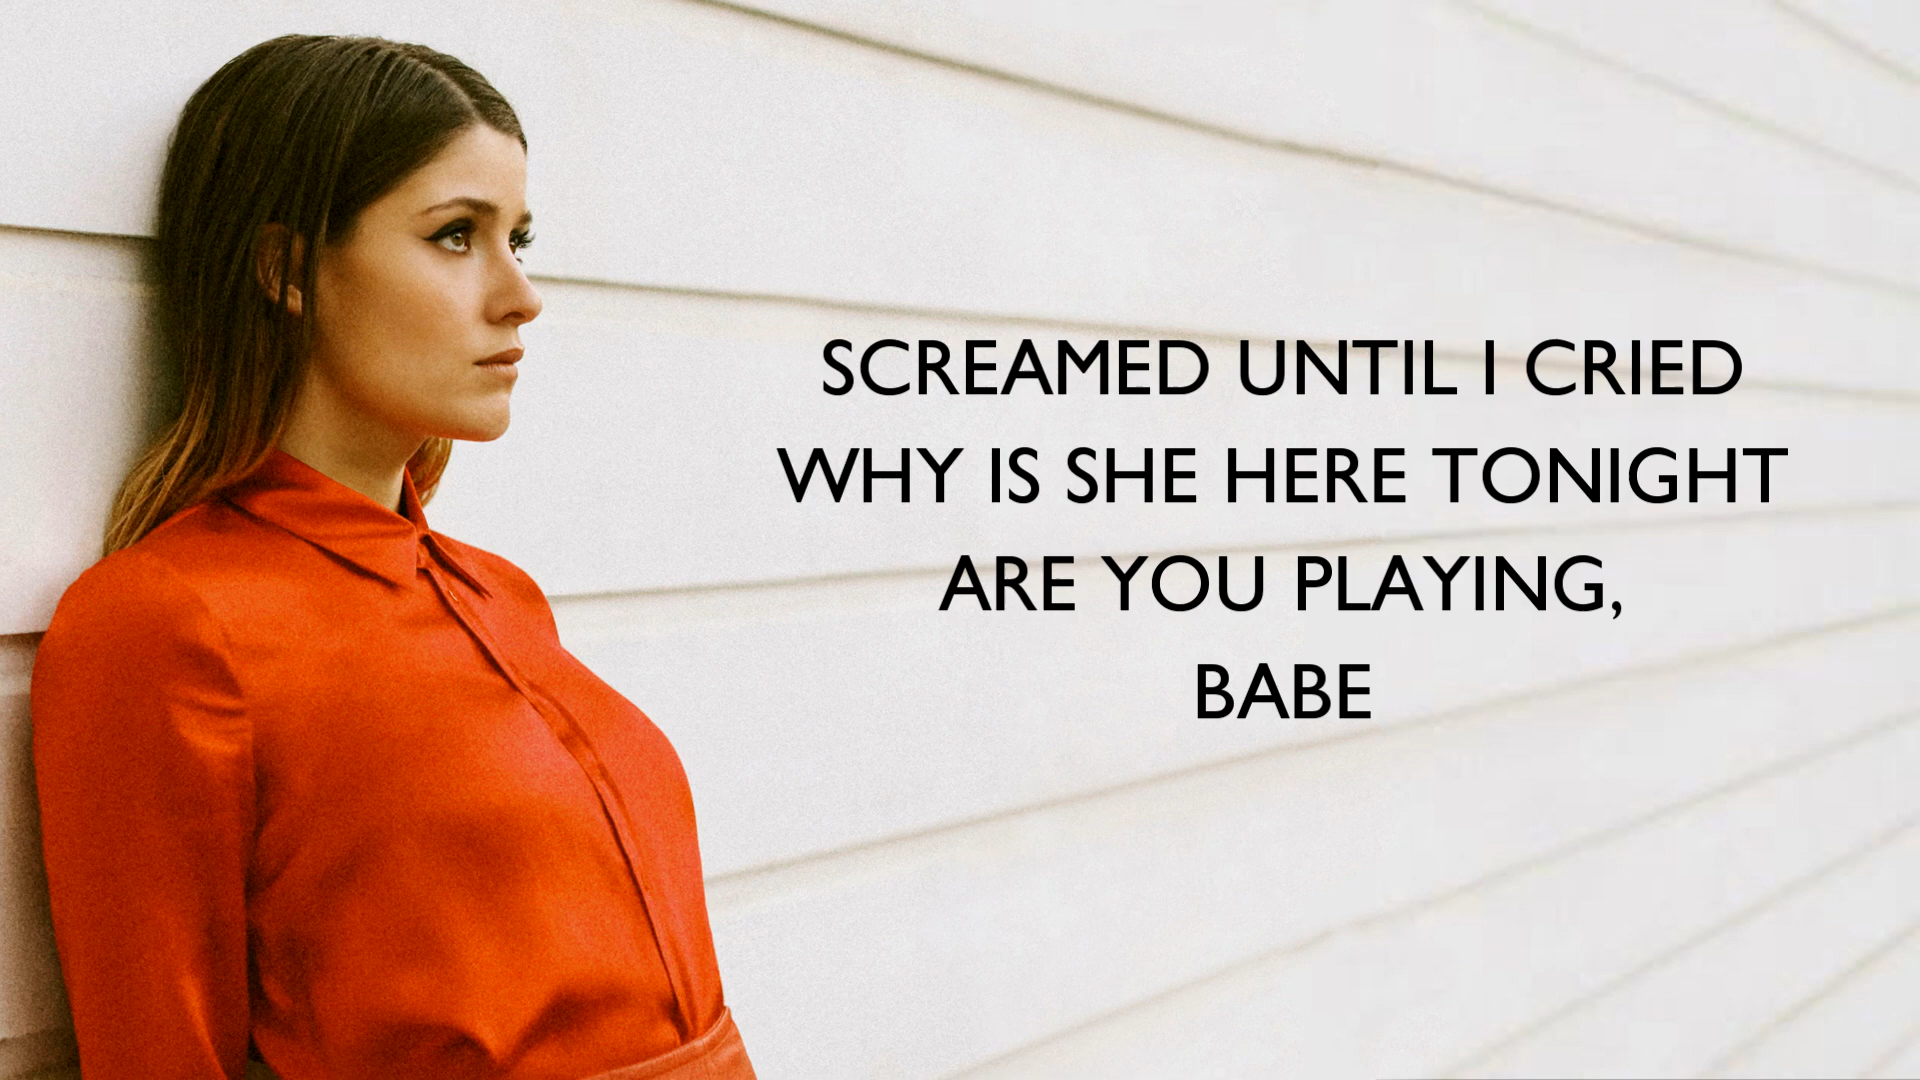 SCREAMED UNTIL I CRIED
WHY IS SHE HERE TONIGHT
ARE YOU PLAYING,
BABE